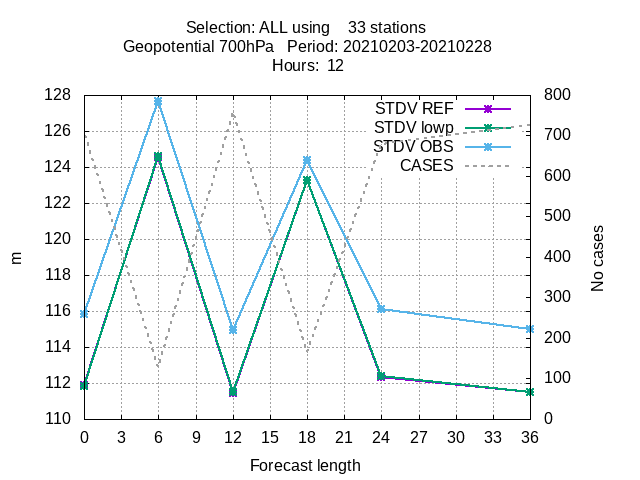 Selection: ALL using 33 stations
Geopotential 700hPa Period: 20210203-20210228
Hours: 12
STDV REF
STDV lowp
STDV OBS
CASES
128
126
124
122
120
118
116
114
112
110
800
700
600
500
400
300
200
100
0
m
No cases
0 3 6 9 12 15 18 21 24 27 30 33 36
Forecast length